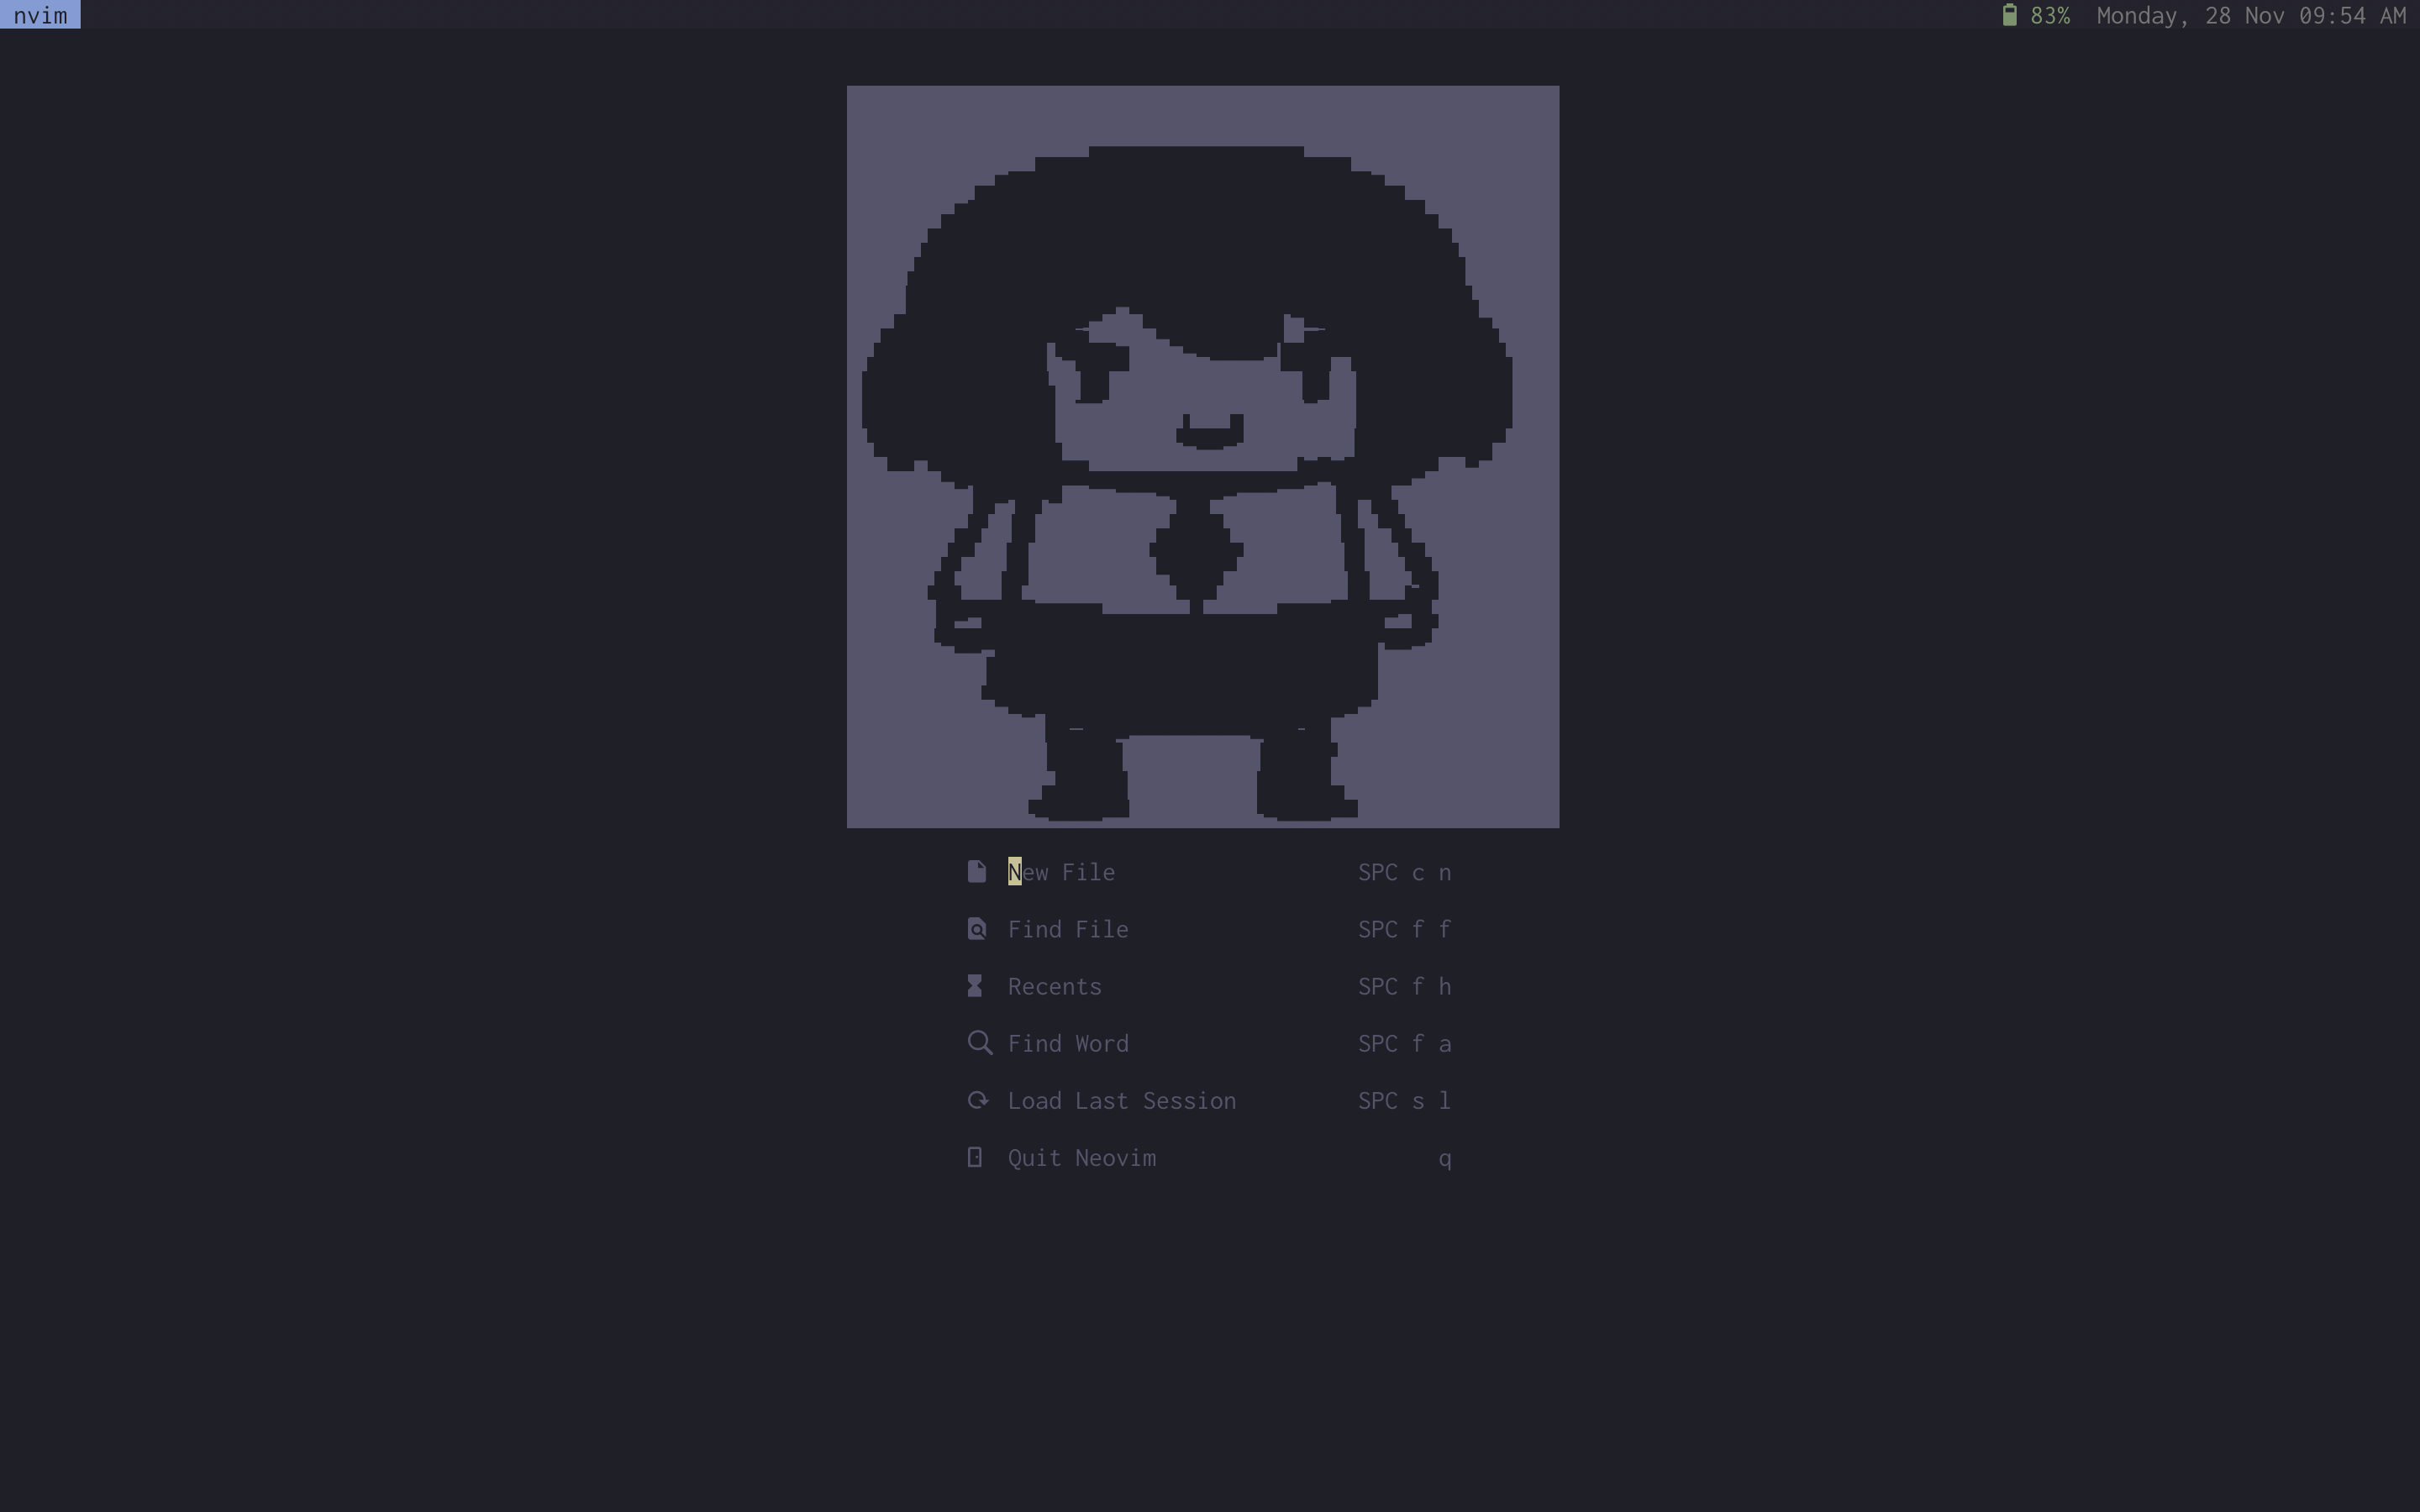 nvim 83% Monday, 28 Nov 09:54 AM
New File SPC c n
Find File SPC f f
Recents SPC f h
Find Word SPC f a
Load Last Session SPC s l
Quit Neovim q